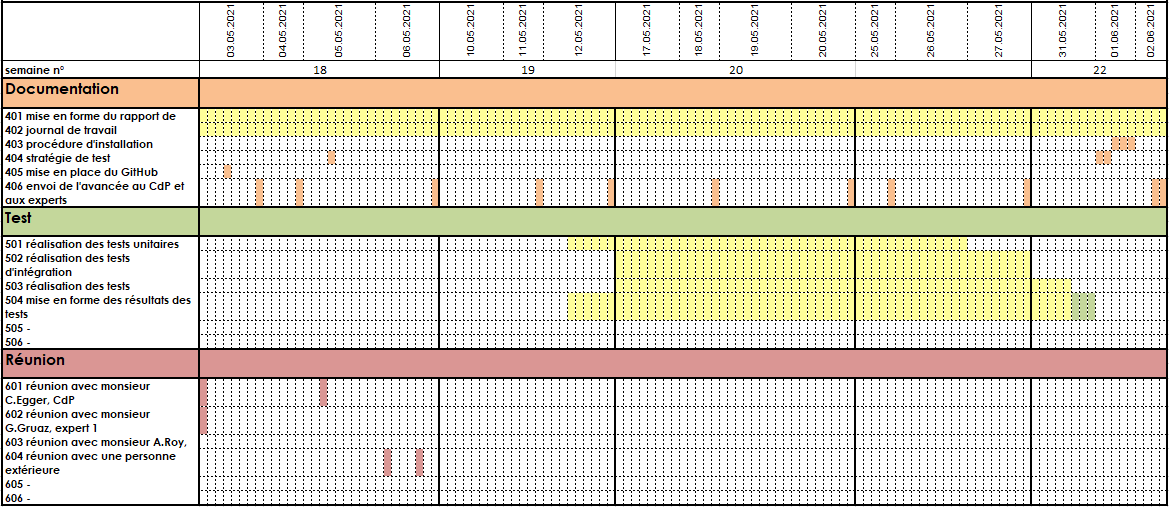 03.05.2021 04.05.2021 05.05.2021 06.05.2021 10.05.2021 11.05.2021 12.05.2021 17.05.2021 18.05.2021 19.05.2021 20.05.2021 25.05.2021 26.05.2021 27.05.2021 31.05.2021 01.06.2021 02.06.2021
semaine n° 18 19 20 22
Documentation
401 mise en forme du rapport de
402 journal de travail
403 procédure d'installation
404 stratégie de test
405 mise en place du GitHub
406 envoi de l'avancée au CdP et
aux experts
Test
501 réalisation des tests unitaires
502 réalisation des tests
d'intégration
503 réalisation des tests
504 mise en forme des résultats des
tests
505 -
506 -
Réunion
601 réunion avec monsieur
C.Egger, CdP
602 réunion avec monsieur
G.Gruaz, expert 1
603 réunion avec monsieur A.Roy,
604 réunion avec une personne
extérieure
605 -
606 -